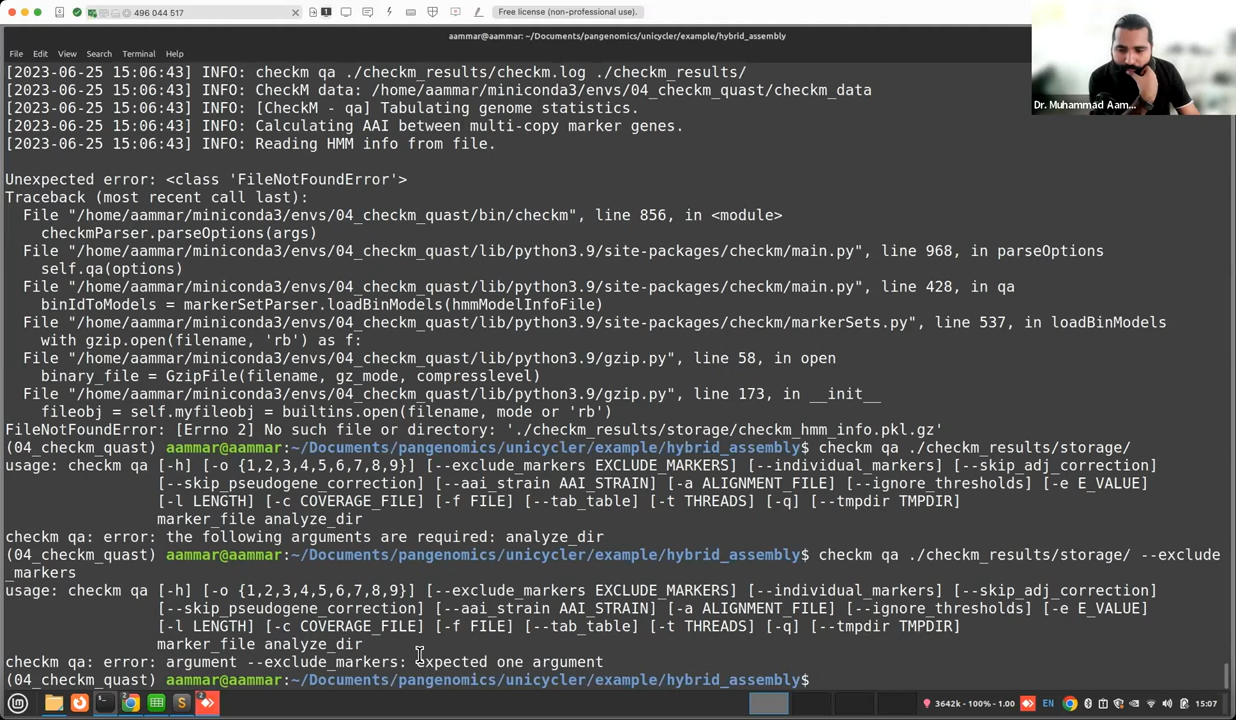 496 044 517
1
Free license (non-professional use).
aammar@aammar: ~/Documents/pangenomics/unicycler/example/hybrid_assembly
File Edit View Search Terminal Help
[2023-06-25 15:06:43] INFO: checkm qa ./checkm_results/checkm.log ./checkm_results/
[2023-06-25 15:06:43] INFO: CheckM data: /home/aammar/miniconda3/envs/04_checkm_quast/checkm_data
[2023-06-25 15:06:43] INFO: [CheckM - qa] Tabulating genome statistics.
[2023-06-25 15:06:43] INFO: Calculating AAI between multi-copy marker genes.
[2023-06-25 15:06:43] INFO: Reading HMM info from file.
Unexpected error: <class 'FileNotFoundError'>
Traceback (most recent call last):
File "/home/aammar/miniconda3/envs/04_checkm_quast/bin/checkm", line 856, in <module>
checkmParser.parseOptions(args)
File "/home/aammar/miniconda3/envs/04_checkm_quast/lib/python3.9/site-packages/checkm/main.py", line 968, in parseOptions
self.qa(options)
File "/home/aammar/miniconda3/envs/04_checkm_quast/lib/python3.9/site-packages/checkm/main.py", line 428, in qa
binIdToModels = markerSetParser.loadBinModels(hmmModelInfoFile)
File "/home/aammar/miniconda3/envs/04_checkm_quast/lib/python3.9/site-packages/checkm/markerSets.py", line 537, in loadBinModels
with gzip.open(filename, 'rb') as f:
File "/home/aammar/miniconda3/envs/04_checkm_quast/lib/python3.9/gzip.py", line 58, in open
binary_file = GzipFile(filename, gz_mode, compresslevel)
File "/home/aammar/miniconda3/envs/04_checkm_quast/lib/python3.9/gzip.py", line 173, in __init__
fileobj = self.myfileobj = builtins.open(filename, mode or 'rb')
FileNotFoundError: [Errno 2] No such file or directory: './checkm_results/storage/checkm_hmm_info.pkl.gz'
(04_checkm_quast) aammar@aammar:~/Documents/pangenomics/unicycler/example/hybrid_assembly$ checkm qa ./checkm_results/storage/
usage: checkm qa [-h] [-o {1,2,3,4,5,6,7,8,9}] [--exclude_markers EXCLUDE_MARKERS] [--individual_markers] [--skip_adj_correction]
[--skip_pseudogene_correction] [--aai_strain AAI_STRAIN] [-a ALIGNMENT_FILE] [--ignore_thresholds] [-e E_VALUE]
[-l LENGTH] [-c COVERAGE_FILE] [-f FILE] [--tab_table] [-t THREADS] [-q] [--tmpdir TMPDIR]
marker_file analyze_dir
checkm qa: error: the following arguments are required: analyze_dir
(04_checkm_quast) aammar@aammar:~/Documents/pangenomics/unicycler/example/hybrid_assembly$ checkm qa ./checkm_results/storage/ --exclude
_markers
usage: checkm qa [-h] [-o {1,2,3,4,5,6,7,8,9}] [--exclude_markers EXCLUDE_MARKERS] [--individual_markers] [--skip_adj_correction]
[--skip_pseudogene_correction] [--aai_strain AAI_STRAIN] [-a ALIGNMENT_FILE] [--ignore_thresholds] [-e E_VALUE]
[-l LENGTH] [-c COVERAGE_FILE] [-f FILE] [--tab_table] [-t THREADS] [-q] [--tmpdir TMPDIR]
marker_file analyze_dir
checkm qa: error: argument --exclude_markers: expected one argument
(04_checkm_quast) aammar@aammar:~/Documents/pangenomics/unicycler/example/hybrid_assembly$
Dr. Muhammad Aam...
2
2
3642k - 100% - 1.00
EN
15:07